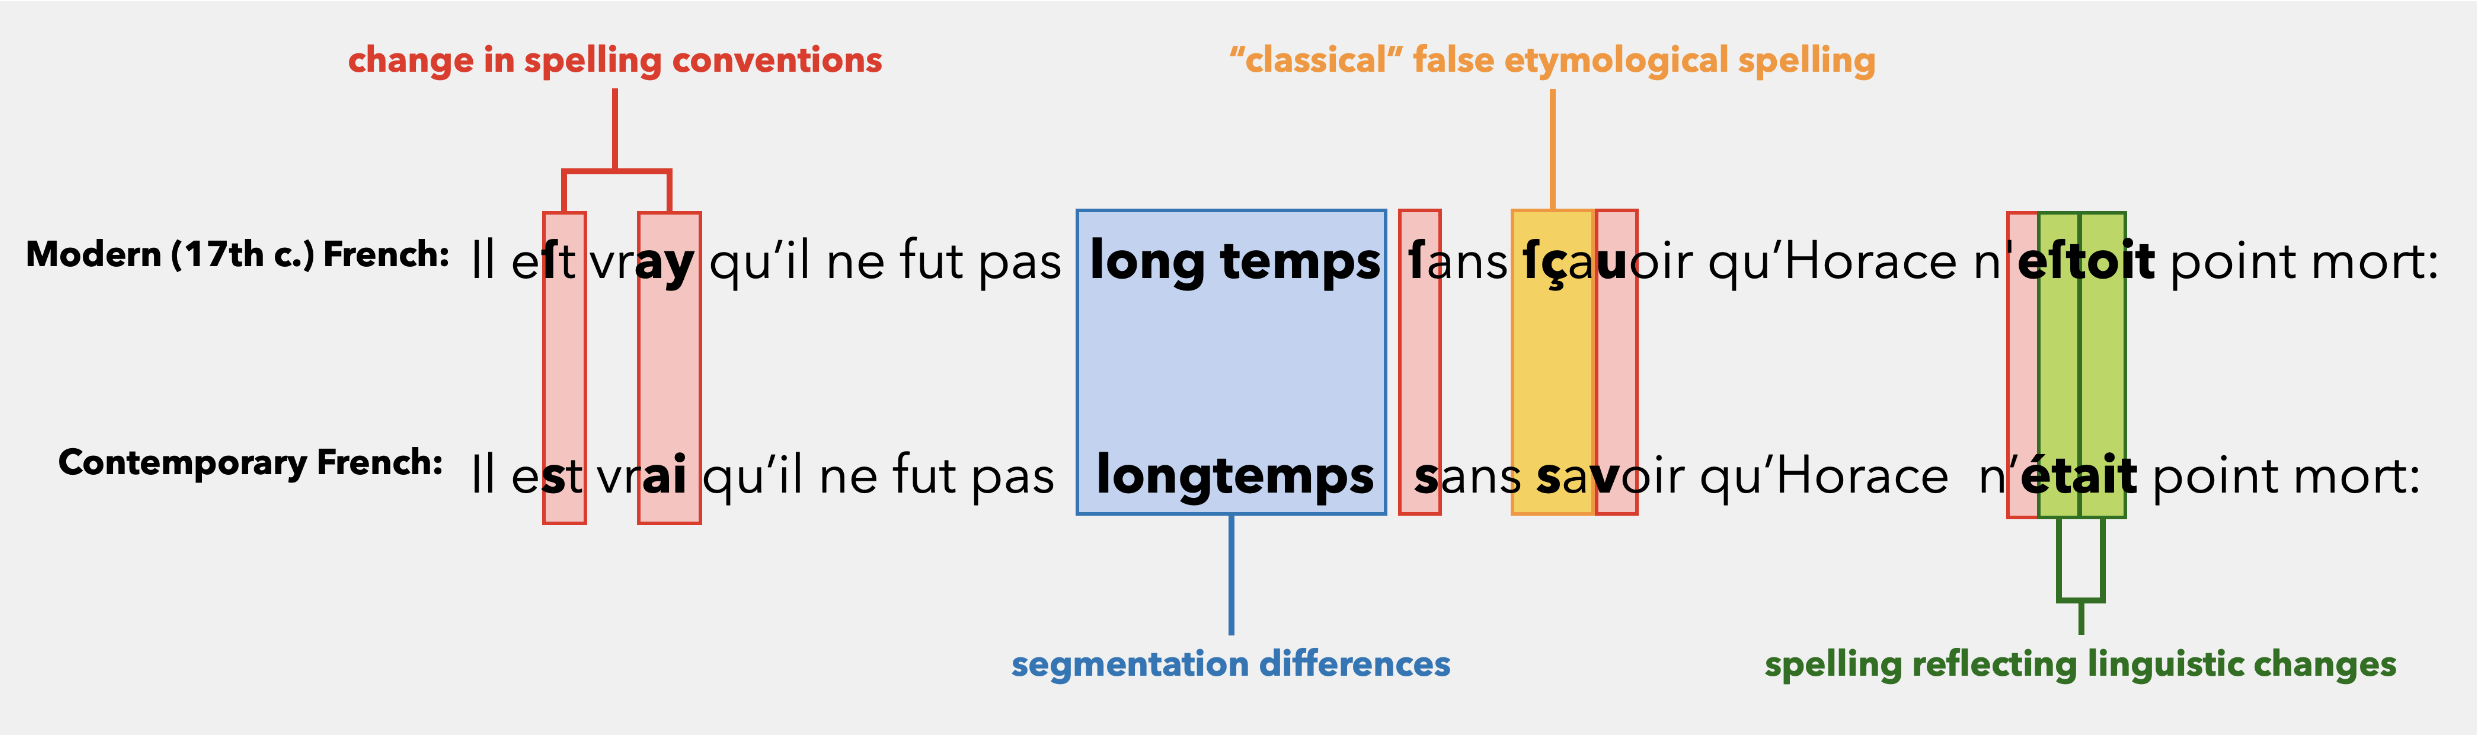 change in spelling conventions
“classical” false etymological spelling
Modern (17th c.) French: Il eſt vray qu’il ne fut pas long temps ſans ſçauoir qu’Horace n'eſtoit point mort:
Contemporary French: Il est vrai qu’il ne fut pas longtemps sans savoir qu’Horace n’était point mort:
segmentation differences
spelling reflecting linguistic changes